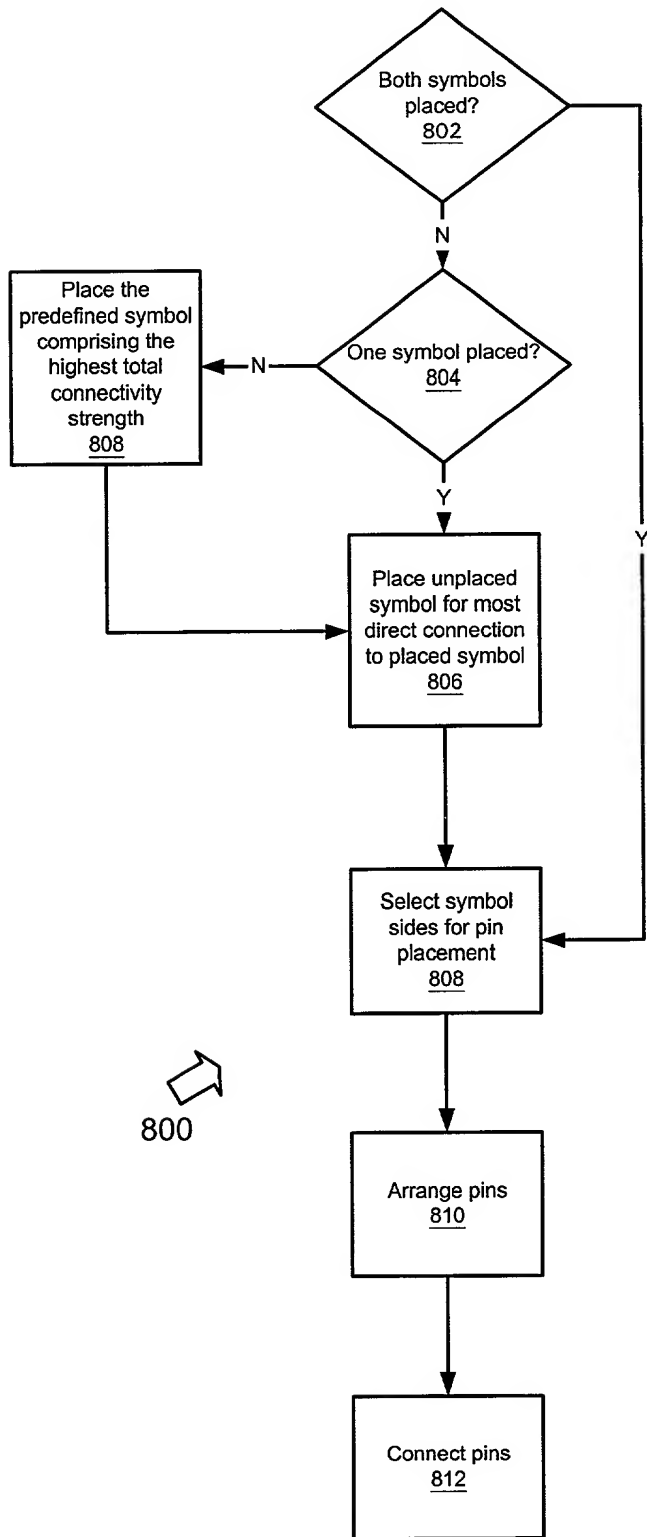 Both symbols
placed?
802
N
Place the
predefined symbol
comprising the
highest total
connectivity
strength
808
N
One symbol placed?
804
Y
Y
Place unplaced
symbol for most
direct connection
to placed symbol
806
Select symbol
sides for pin
placement
808
800
Arrange pins
810
Connect pins
812